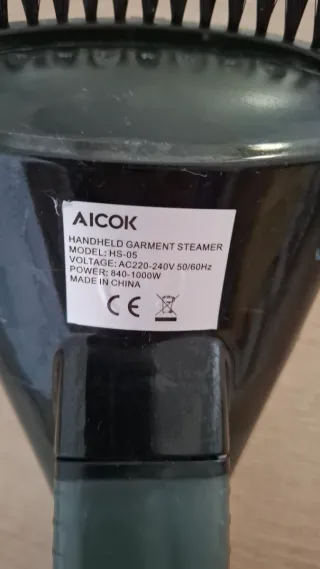 AICOK
HANDHELD GARMENT STEAMER
MODEL: HS-05
VOLTAGE: AC220-240V 50/60Hz
POWER: 840-1000W
MADE IN CHINA
CE